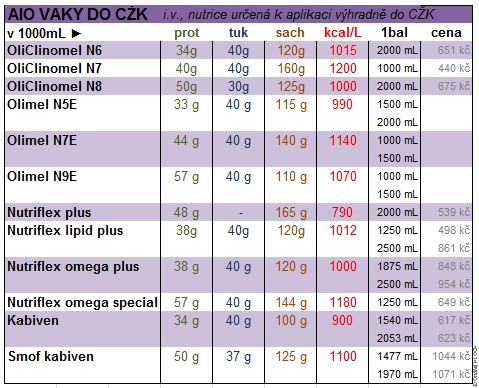 AIO VAKY DO CŽK i.v., nutrice určená k aplikaci výhradně do CŽK
v 1000mL ► prot tuk sach kcal/L 1bal cena
OliClinomel N6 34g 40g 120g 1015 2000 mL 651 kč
OliClinomel N7 40g 40g 160g 1200 1000 mL 440 kč
OliClinomel N8 50g 30g 125g 1000 2000 mL 675 kč
Olimel N5E 33 g 40 g 115 g 990 1500 mL
2000 mL
Olimel N7E 44 g 40 g 140 g 1140 1000 mL
1500 mL
Olimel N9E 57 g 40 g 110 g 1070 1000 mL
1500 mL
Nutriflex plus 48 g - 165 g 790 2000 mL 539 kč
Nutriflex lipid plus 38g 40g 120g 1012 1250 mL 498 kč
2500 mL 861 kč
Nutriflex omega plus 38 g 40 g 120 g 1000 1875 mL 848 kč
2500 mL 954 kč
Nutriflex omega special 57 g 40 g 144 g 1180 1250 mL 649 kč
Kabiven 34 g 40 g 100 g 900 1540 mL 617 kč
2053 mL 623 kč
Smof kabiven 50 g 37 g 125 g 1100 1477 mL 1044 kč
1970 mL 1071 kč